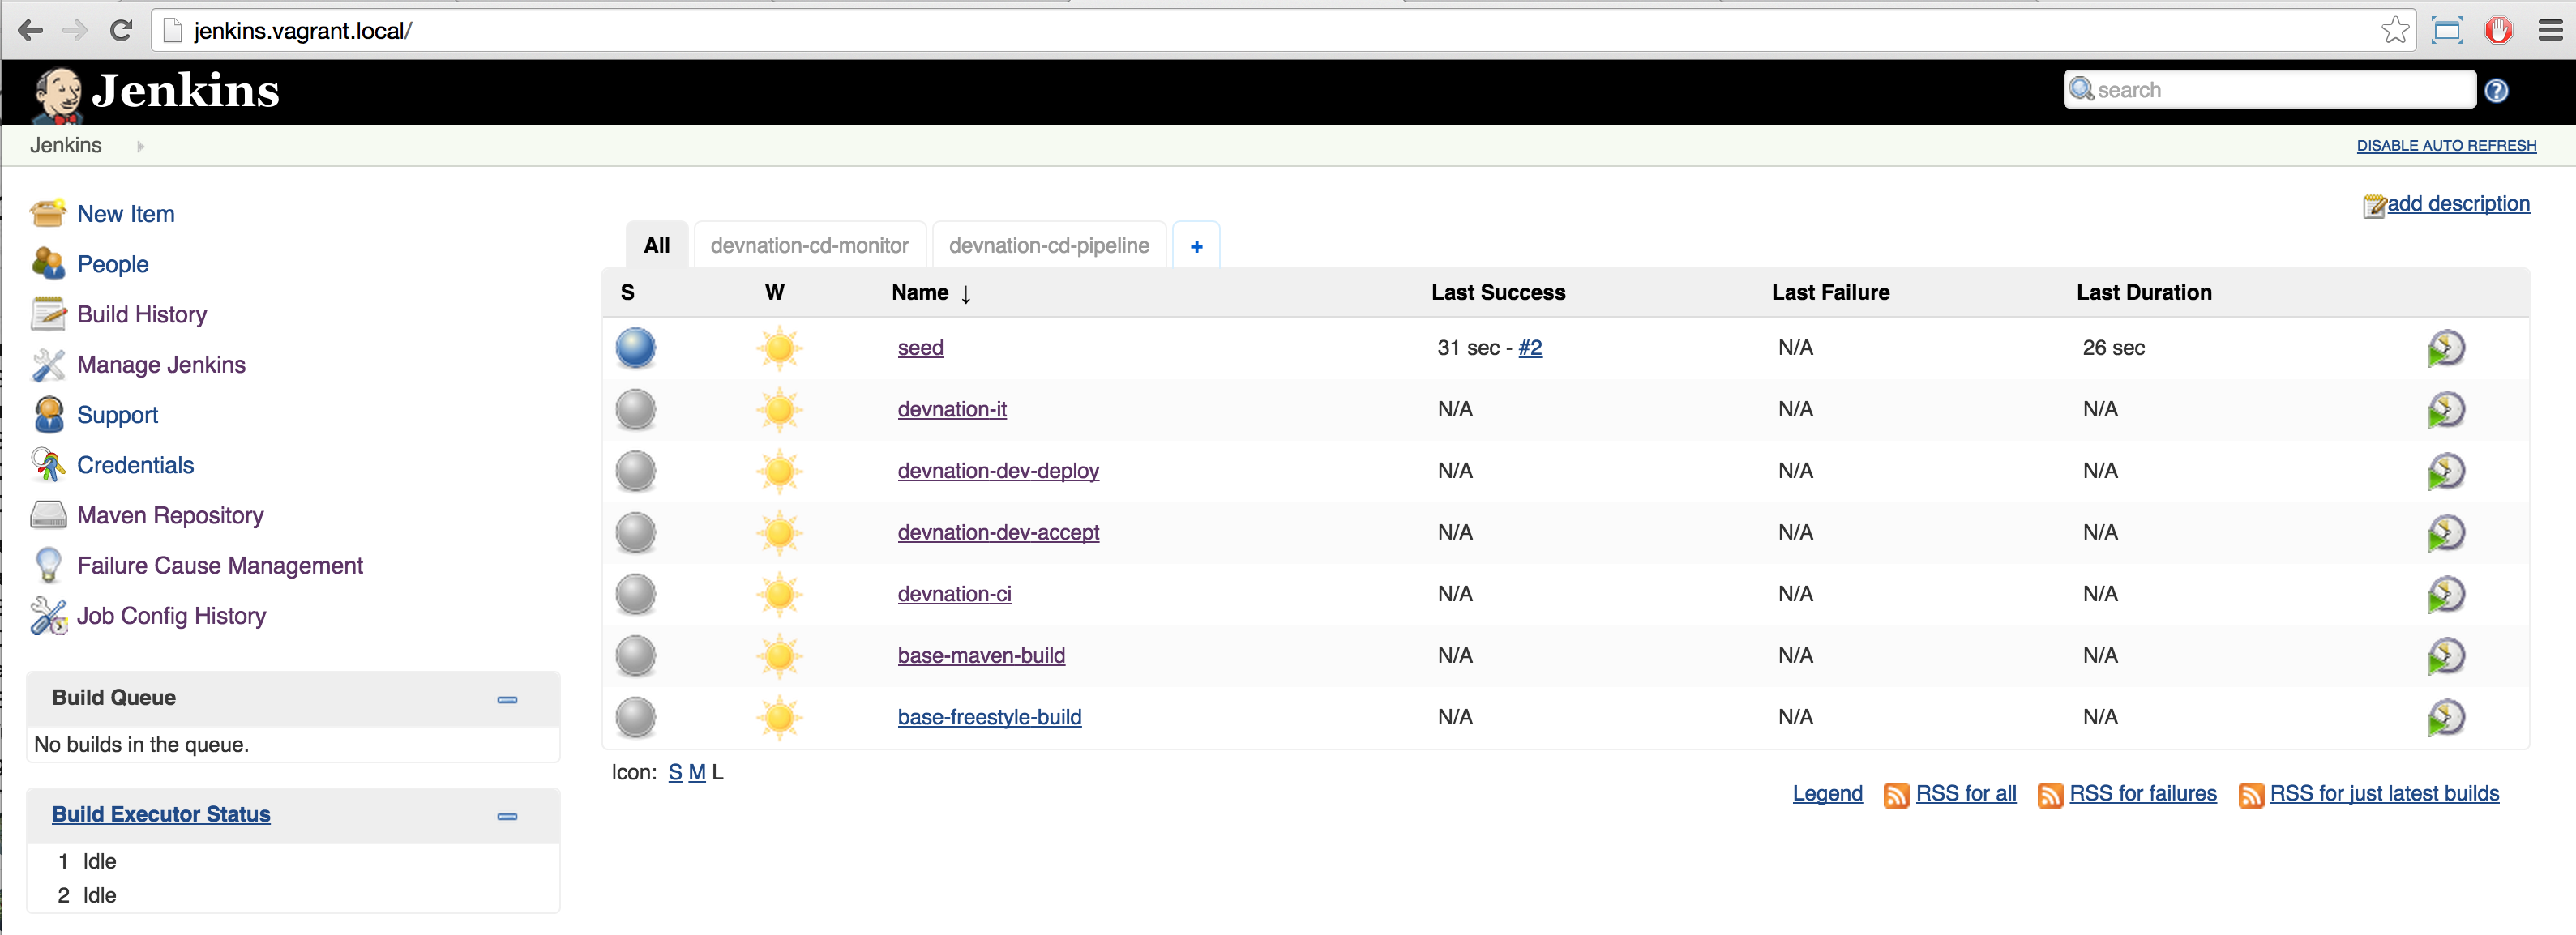 jenkins.vagrant.local/
Jenkins
search
Jenkins
DISABLE AUTO REFRESH
add description
New Item
People
Build History
Manage Jenkins
Support
Credentials
Maven Repository
Failure Cause Management
Job Config History
Build Queue
No builds in the queue.
Build Executor Status
1 Idle
2 Idle
All devnation-cd-monitor devnation-cd-pipeline +
S W Name ↓ Last Success Last Failure Last Duration
seed 31 sec - #2 N/A 26 sec
devnation-it N/A N/A N/A
devnation-dev-deploy N/A N/A N/A
devnation-dev-accept N/A N/A N/A
devnation-ci N/A N/A N/A
base-maven-build N/A N/A N/A
base-freestyle-build N/A N/A N/A
Icon: S M L
Legend RSS for all RSS for failures RSS for just latest builds